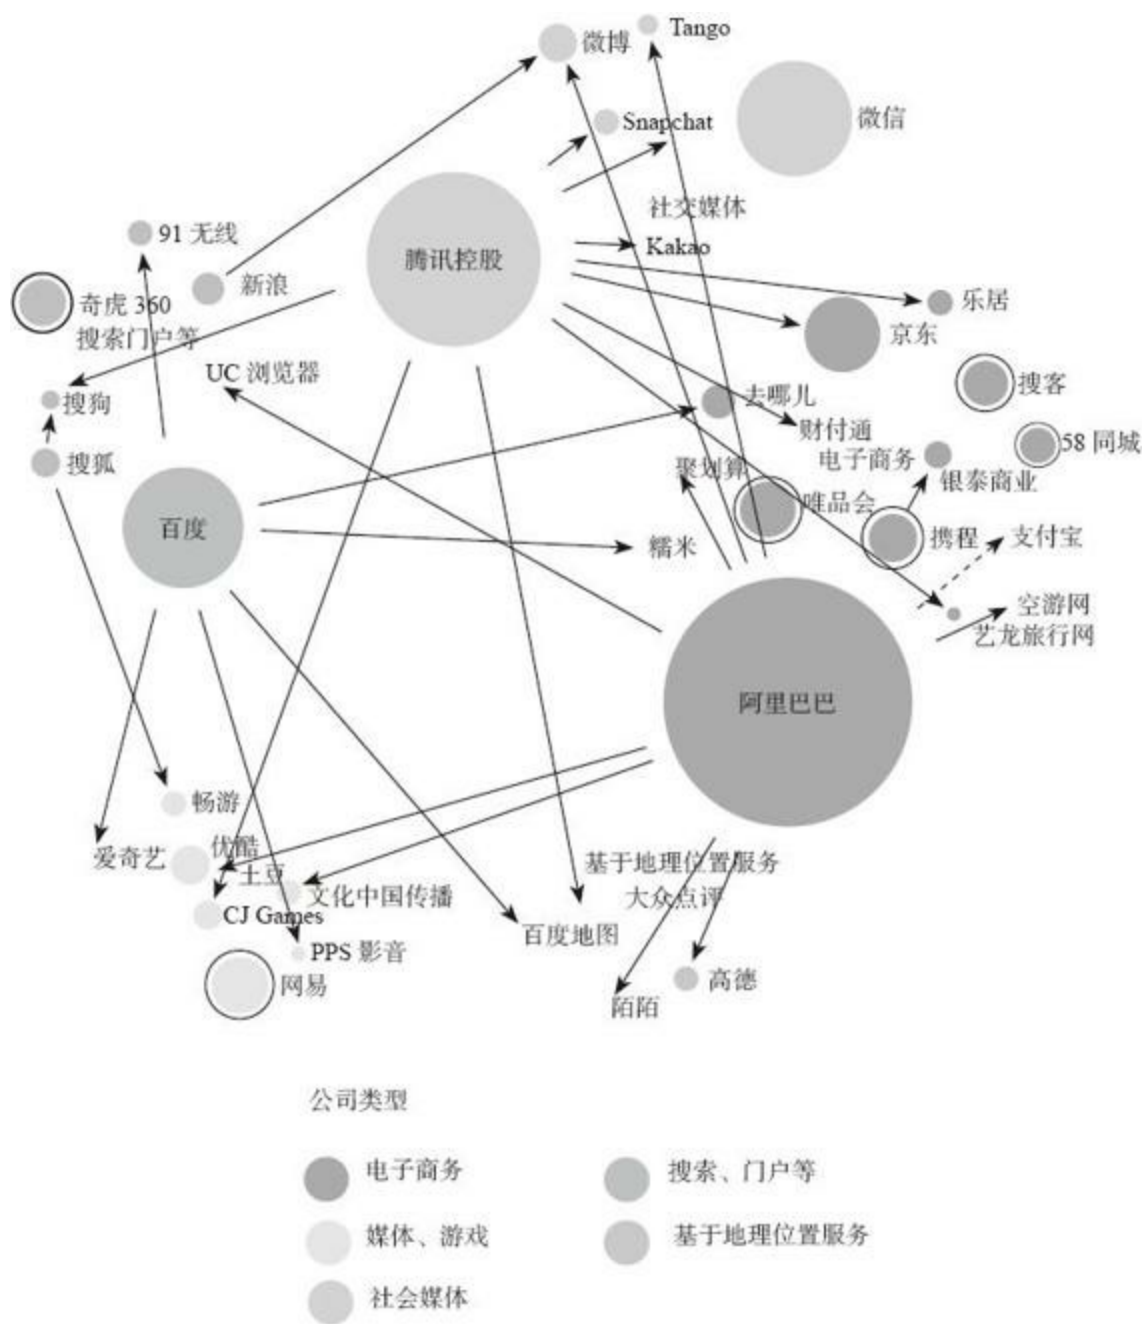 微博
Tango
Snapchat
微信
社交媒体
91 无线
腾讯控股
Kakao
新浪
奇虎 360
乐居
搜索门户等
京东
UC 浏览器
搜客
搜狗
去哪儿
财付通
58 同城
搜狐
聚划算
电子商务
银泰商业
唯品会
百度
糯米
携程
支付宝
空游网
艺龙旅行网
阿里巴巴
畅游
优酷
爱奇艺
土豆
基于地理位置服务
文化中国传播
大众点评
CJ Games
百度地图
PPS 影音
网易
高德
陌陌
公司类型
电子商务
搜索、门户等
媒体、游戏
基于地理位置服务
社会媒体